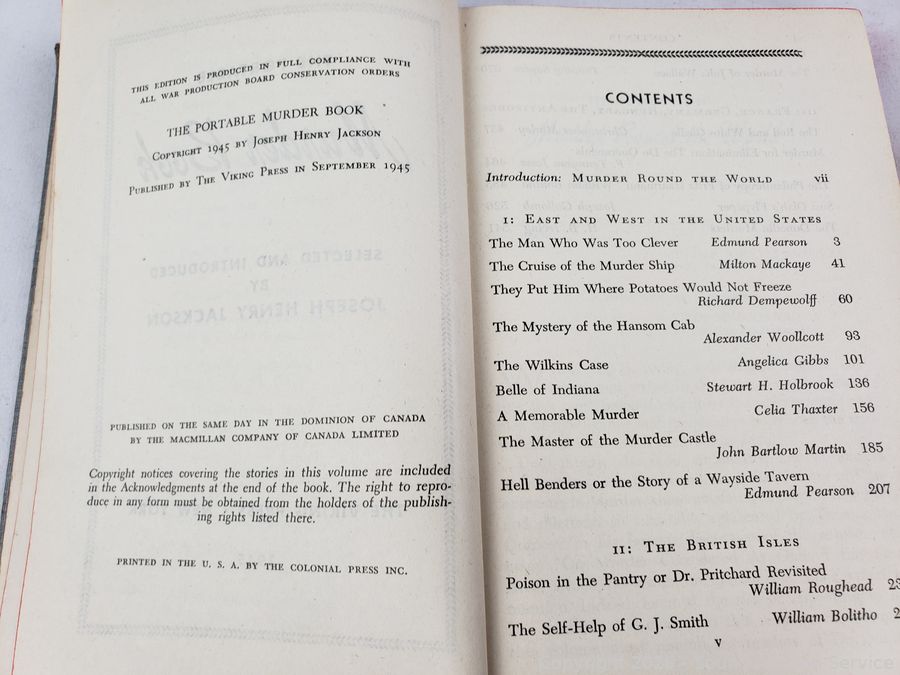 THIS EDITION IS PRODUCED IN FULL COMPLIANCE WITH
ALL WAR PRODUCTION BOARD CONSERVATION ORDERS
THE PORTABLE MURDER BOOK
COPYRIGHT 1945 BY JOSEPH HENRY JACKSON
PUBLISHED BY THE VIKING PRESS IN SEPTEMBER 1945
PUBLISHED ON THE SAME DAY IN THE DOMINION OF CANADA
BY THE MACMILLAN COMPANY OF CANADA LIMITED
Copyright notices covering the stories in this volume are included
in the Acknowledgments at the end of the book. The right to repro-
duce in any form must be obtained from the holders of the publish-
ing rights listed there.
PRINTED IN THE U. S. A. BY THE COLONIAL PRESS INC.
CONTENTS
Introduction: MURDER ROUND THE WORLD vii
I: EAST AND WEST IN THE UNITED STATES
The Man Who Was Too Clever Edmund Pearson 3
The Cruise of the Murder Ship Milton Mackaye 41
They Put Him Where Potatoes Would Not Freeze
Richard Dempewolff 60
The Mystery of the Hansom Cab
Alexander Woollcott 93
The Wilkins Case Angelica Gibbs 101
Belle of Indiana Stewart H. Holbrook 136
A Memorable Murder Celia Thaxter 156
The Master of the Murder Castle
John Bartlow Martin 185
Hell Benders or the Story of a Wayside Tavern
Edmund Pearson 207
II: THE BRITISH ISLES
Poison in the Pantry or Dr. Pritchard Revisited
William Roughead
The Self-Help of G. J. Smith William Bolitho
v